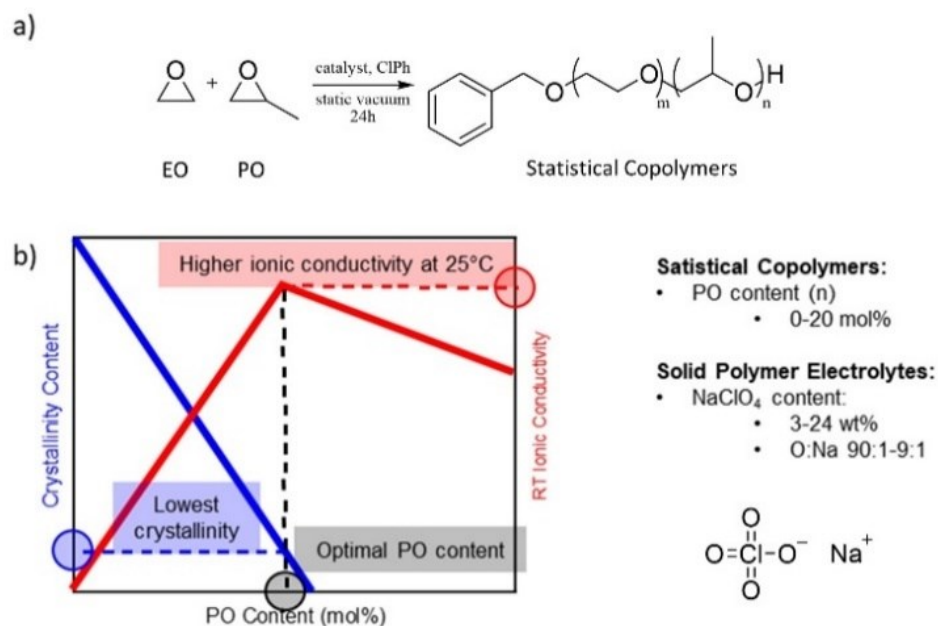 a)
O
O
+
catalyst, ClPh
static vacuum
24h
O
O
m
O
n
H
EO
PO
Statistical Copolymers
b)
Higher ionic conductivity at 25°C
Crystallinity Content
RT Ionic Conductivity
Lowest
crystallinity
Optimal PO content
PO Content (mol%)
Satistical Copolymers:
• PO content (n)
• 0-20 mol%
Solid Polymer Electrolytes:
• NaClO₄ content:
• 3-24 wt%
• O:Na 90:1-9:1
O
O=Cl-O⁻ Na⁺
O